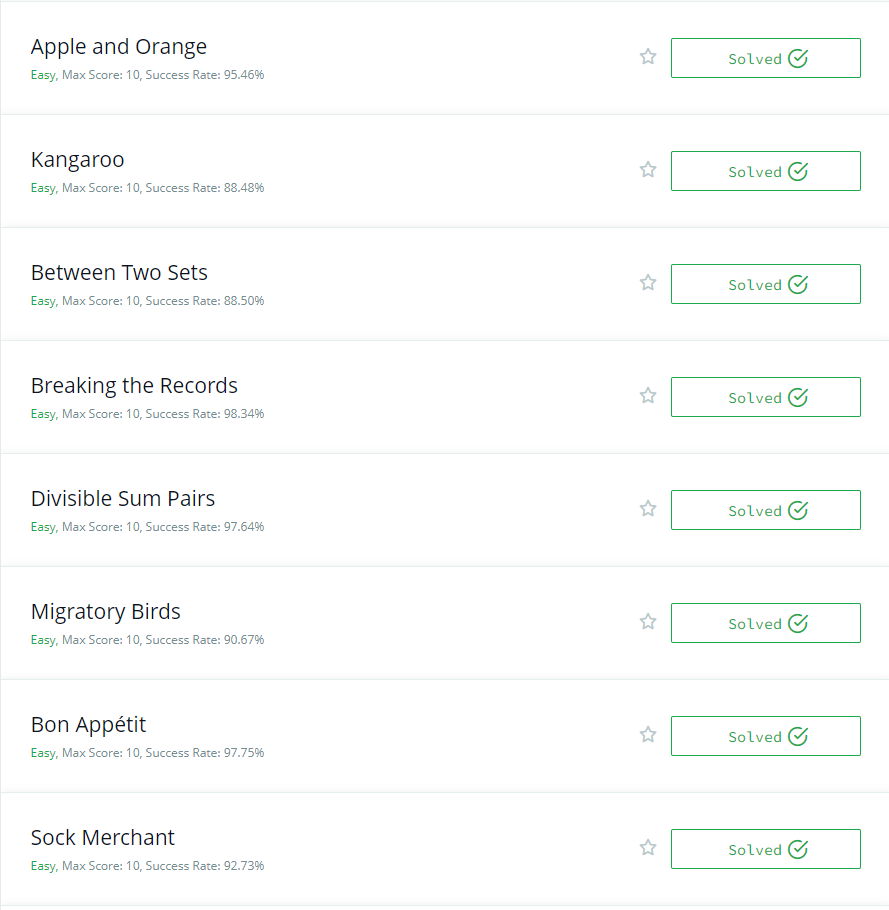 Apple and Orange
Easy, Max Score: 10, Success Rate: 95.46%
Solved
Kangaroo
Easy, Max Score: 10, Success Rate: 88.48%
Solved
Between Two Sets
Easy, Max Score: 10, Success Rate: 88.50%
Solved
Breaking the Records
Easy, Max Score: 10, Success Rate: 98.34%
Solved
Divisible Sum Pairs
Easy, Max Score: 10, Success Rate: 97.64%
Solved
Migratory Birds
Easy, Max Score: 10, Success Rate: 90.67%
Solved
Bon Appétit
Easy, Max Score: 10, Success Rate: 97.75%
Solved
Sock Merchant
Easy, Max Score: 10, Success Rate: 92.73%
Solved